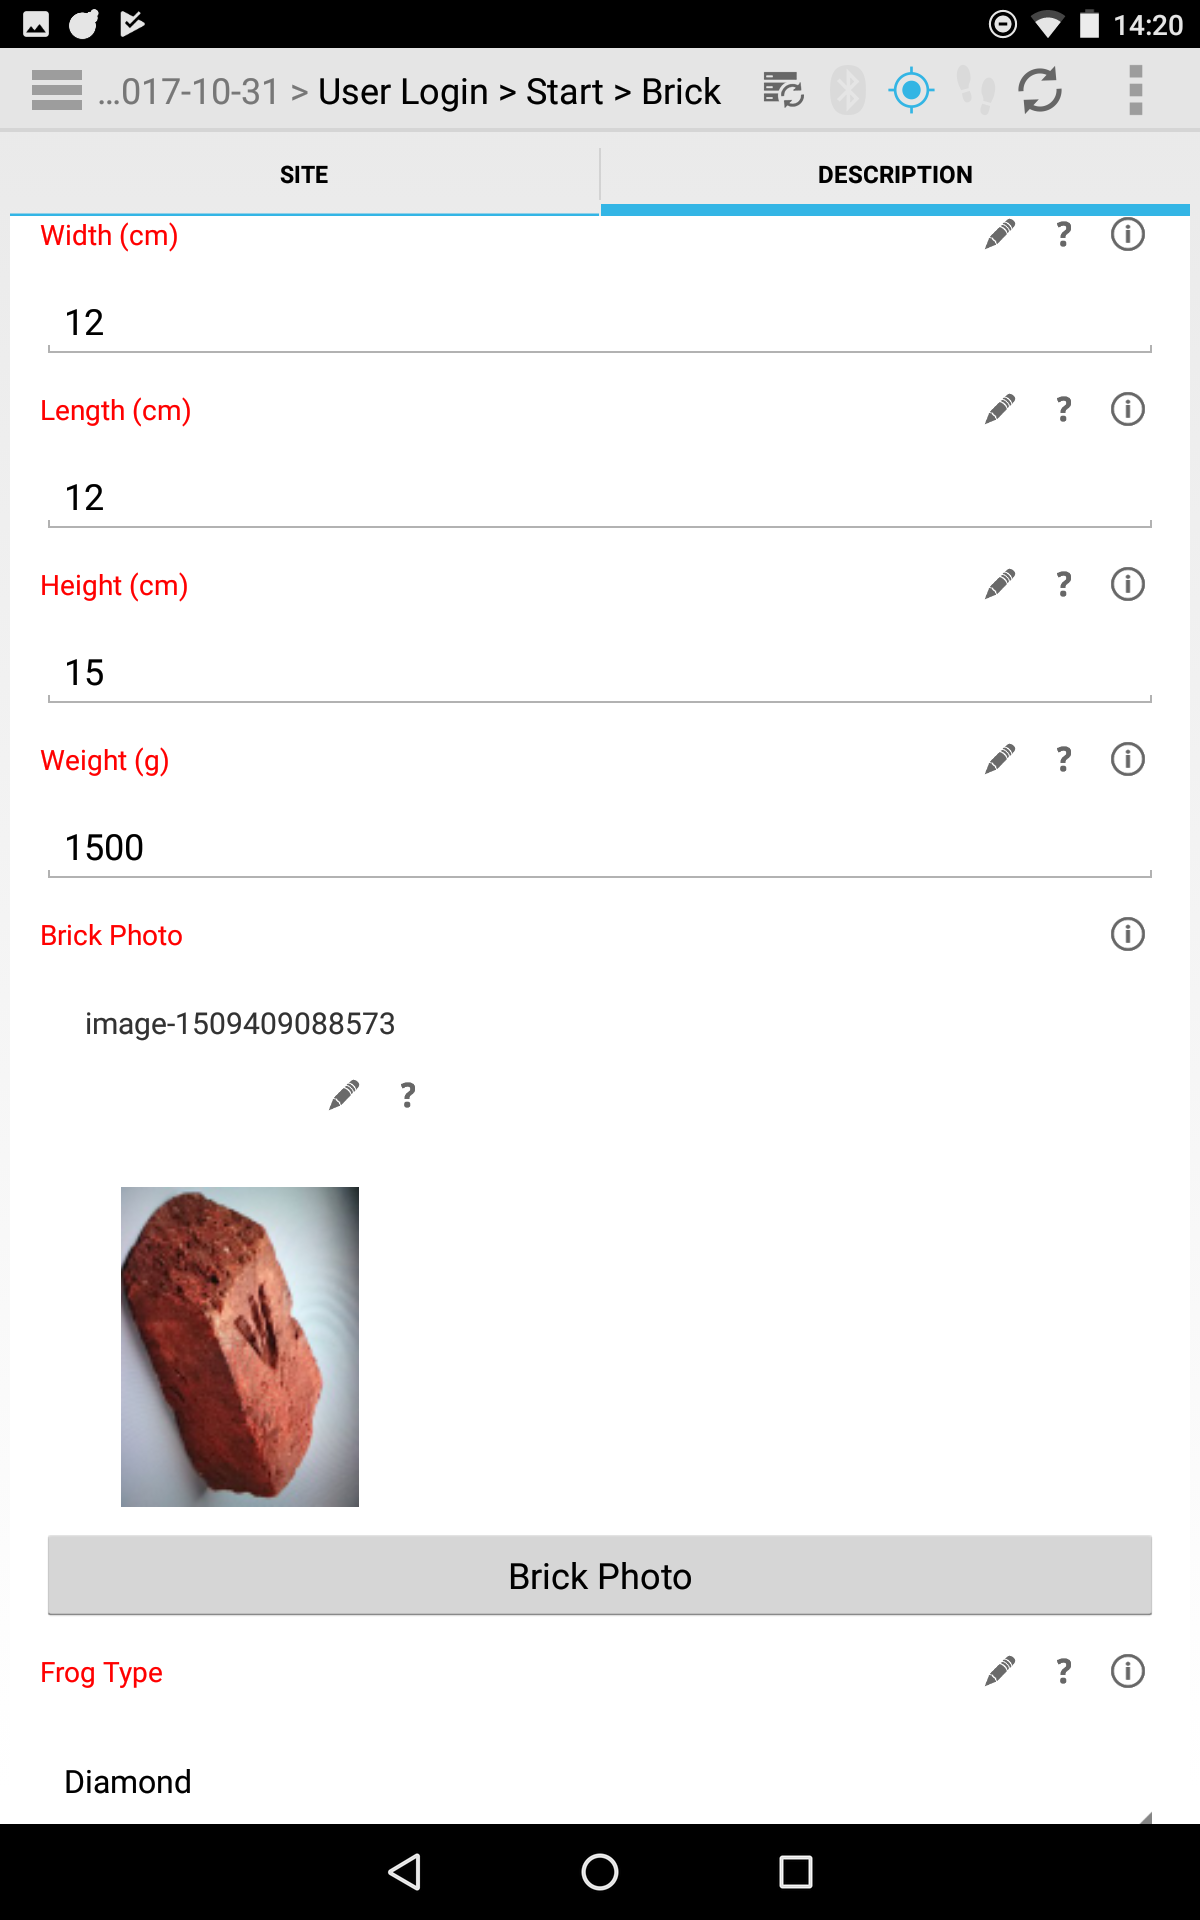 14:20
...017-10-31 > User Login > Start > Brick
SITE
DESCRIPTION
Width (cm)
?
12
Length (cm)
?
12
Height (cm)
?
15
Weight (g)
?
1500
Brick Photo
image-1509409088573
?
Brick Photo
Frog Type
?
Diamond